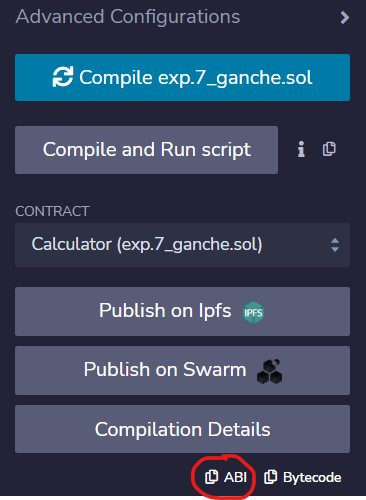 Advanced Configurations
Compile exp.7_ganche.sol
Compile and Run script
CONTRACT
Calculator (exp.7_ganche.sol)
Publish on Ipfs IPFS
Publish on Swarm
Compilation Details
ABI Bytecode